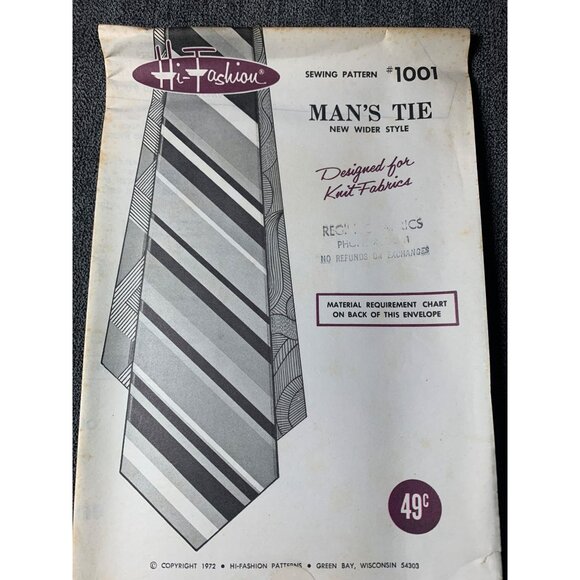 Hi-Fashion®
SEWING PATTERN #1001
MAN'S TIE
NEW WIDER STYLE
Designed for
Knit Fabrics
NO REFUNDS OR EXCHANGES
MATERIAL REQUIREMENT CHART
ON BACK OF THIS ENVELOPE
49¢
© COPYRIGHT 1972 • HI-FASHION PATTERNS • GREEN BAY, WISCONSIN 54303